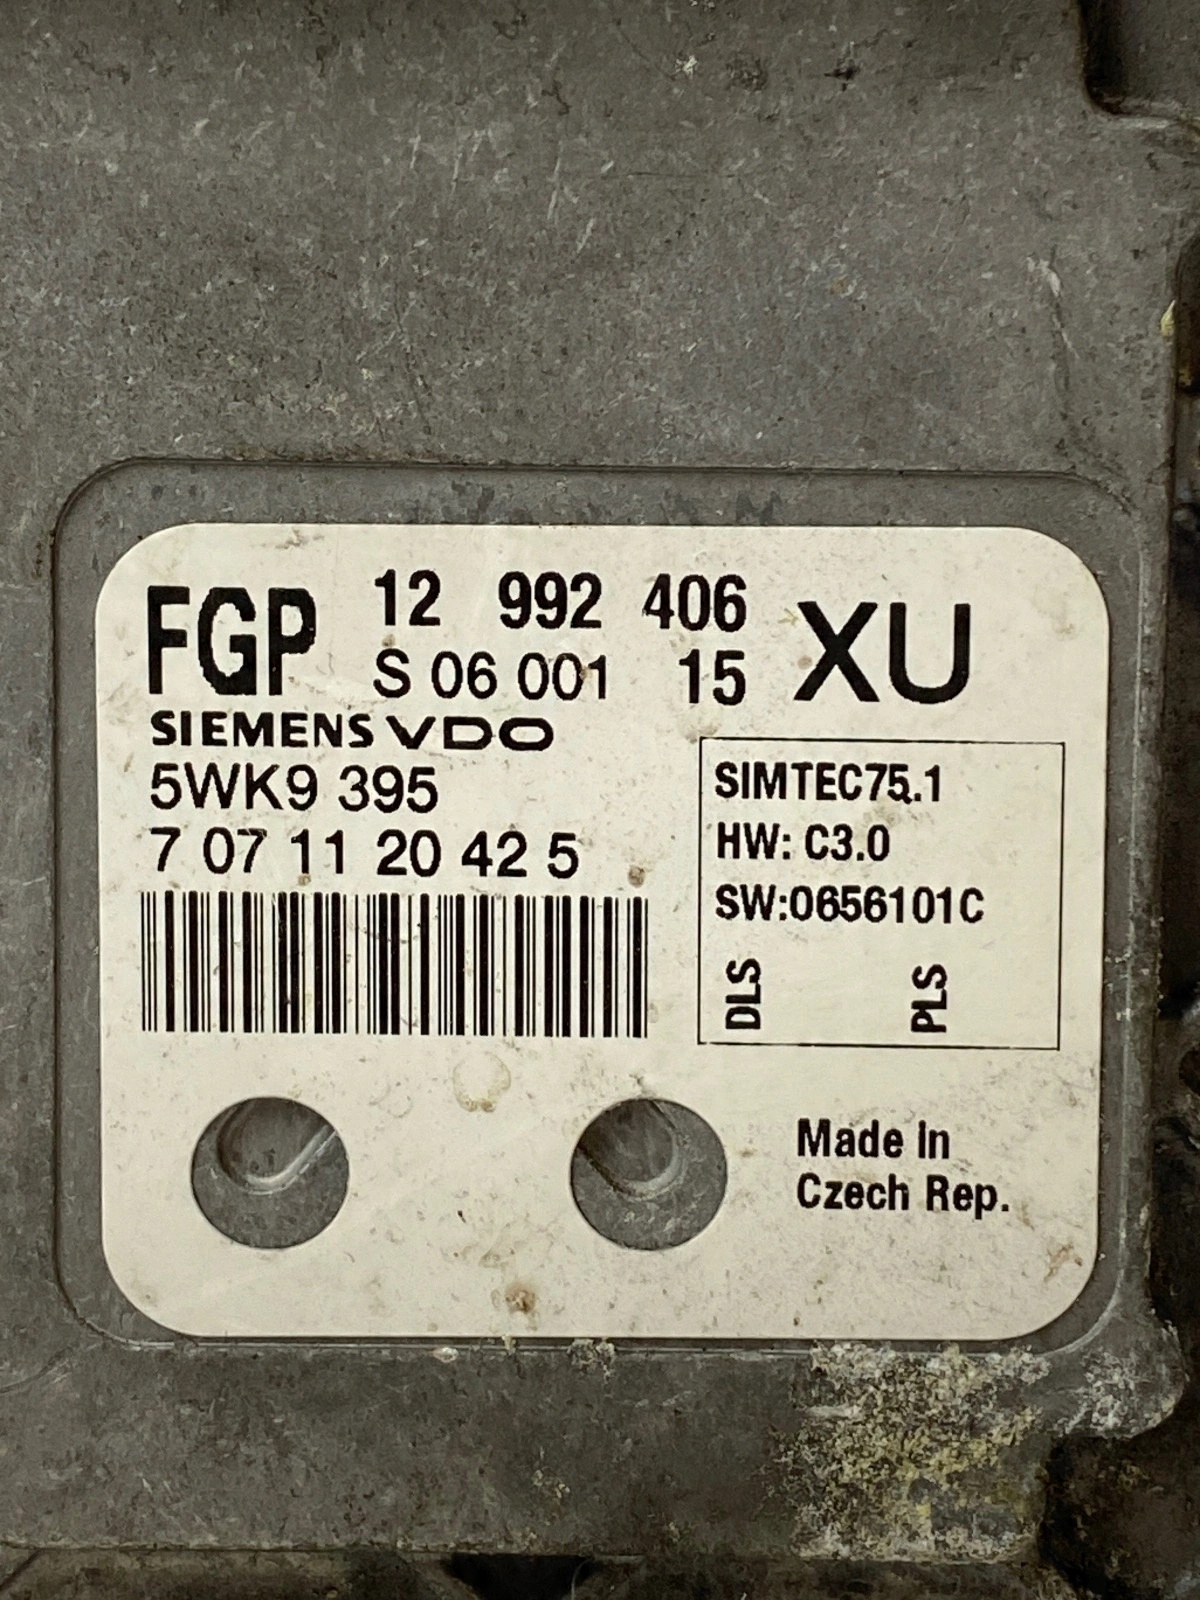 FGP 12 992 406 XU
S 06 001 15
SIEMENS VDO
5WK9 395
7 07 11 20 42 5
SIMTEC75.1
HW: C3.0
SW:0656101C
DLS PLS
Made In
Czech Rep.